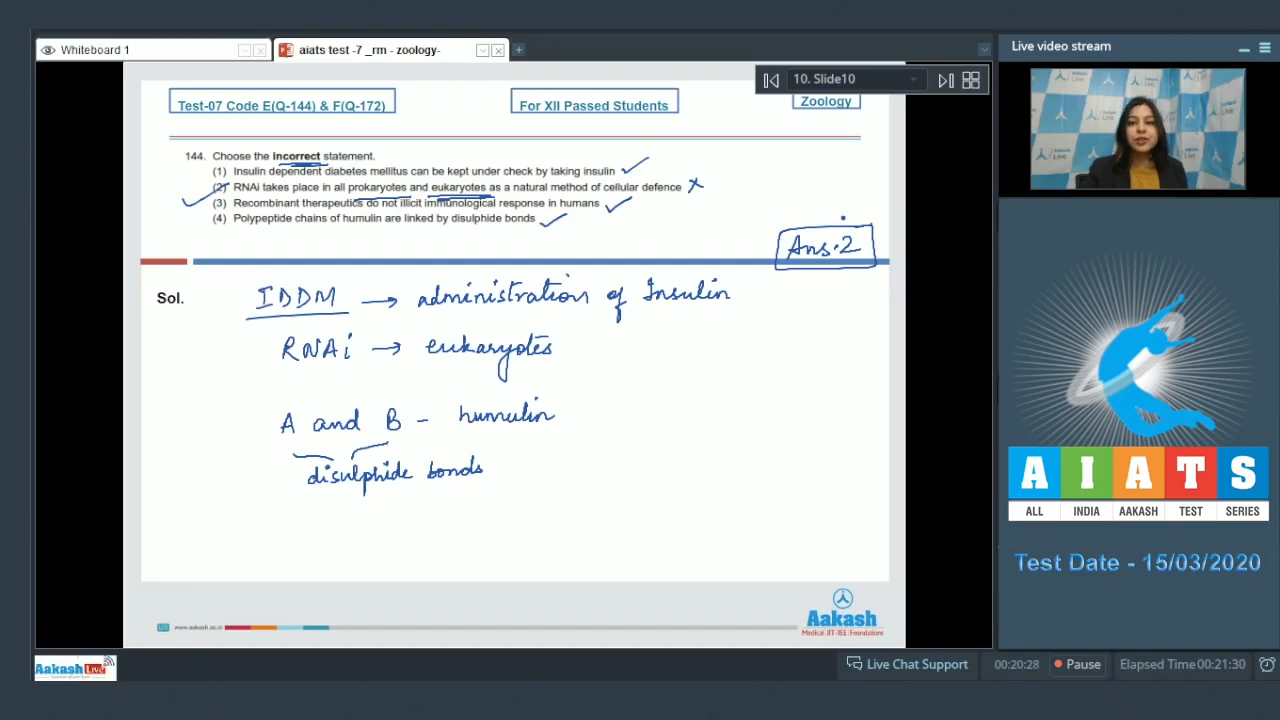 Whiteboard 1
aiats test -7 _rm - zoology-
Live video stream
10. Slide10
Test-07 Code E(Q-144) & F(Q-172)
For XII Passed Students
Zoology
144. Choose the Incorrect statement.
(1) Insulin dependent diabetes mellitus can be kept under check by taking insulin
(2) RNAi takes place in all prokaryotes and eukaryotes as a natural method of cellular defence
(3) Recombinant therapeutics do not illicit immunological response in humans
(4) Polypeptide chains of humulin are linked by disulphide bonds
Ans. 2
Sol.
IDDM → administration of Insulin
RNAi → eukaryotes
A and B - humulin
disulphide bonds
AIATS
ALL INDIA AAKASH TEST SERIES
Test Date - 15/03/2020
www.aakash.ac.in
Aakash
Medical|IIT-JEE|Foundations
Aakash Live
Live Chat Support
00:20:28
Pause
Elapsed Time 00:21:30